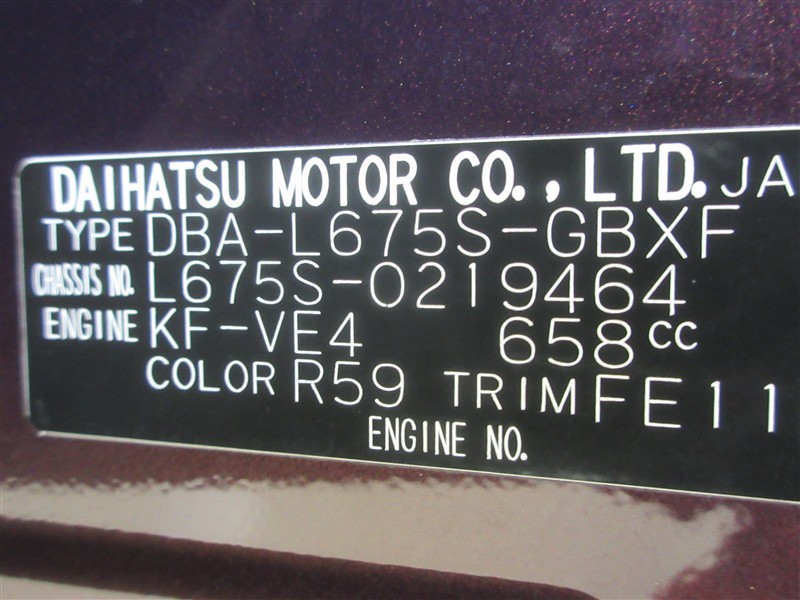 DAIHATSU MOTOR CO., LTD. JA
TYPE DBA-L675S-GBXF
CHASSIS NO. L675S-0219464
ENGINE KF-VE4 658cc
COLOR R59 TRIM FE11
ENGINE NO.